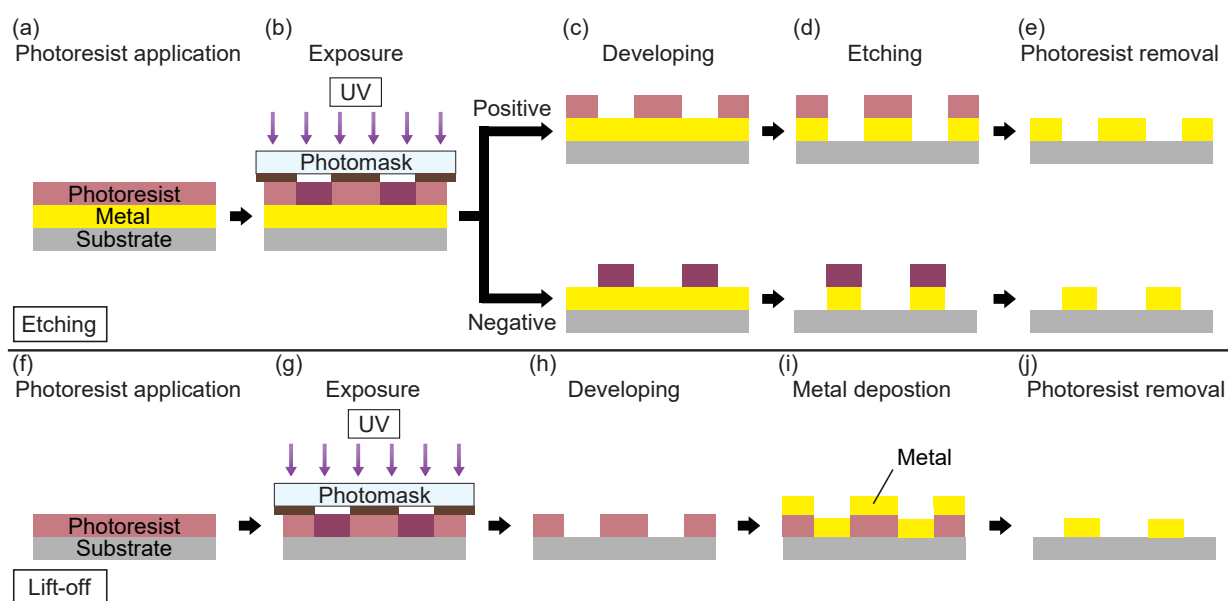 (a)
Photoresist application
(b)
Exposure
(c)
Developing
(d)
Etching
(e)
Photoresist removal
UV
Positive
Photomask
Photoresist
Metal
Substrate
Negative
Etching
(f)
Photoresist application
(g)
Exposure
(h)
Developing
(i)
Metal depostion
(j)
Photoresist removal
UV
Metal
Photomask
Photoresist
Substrate
Lift-off